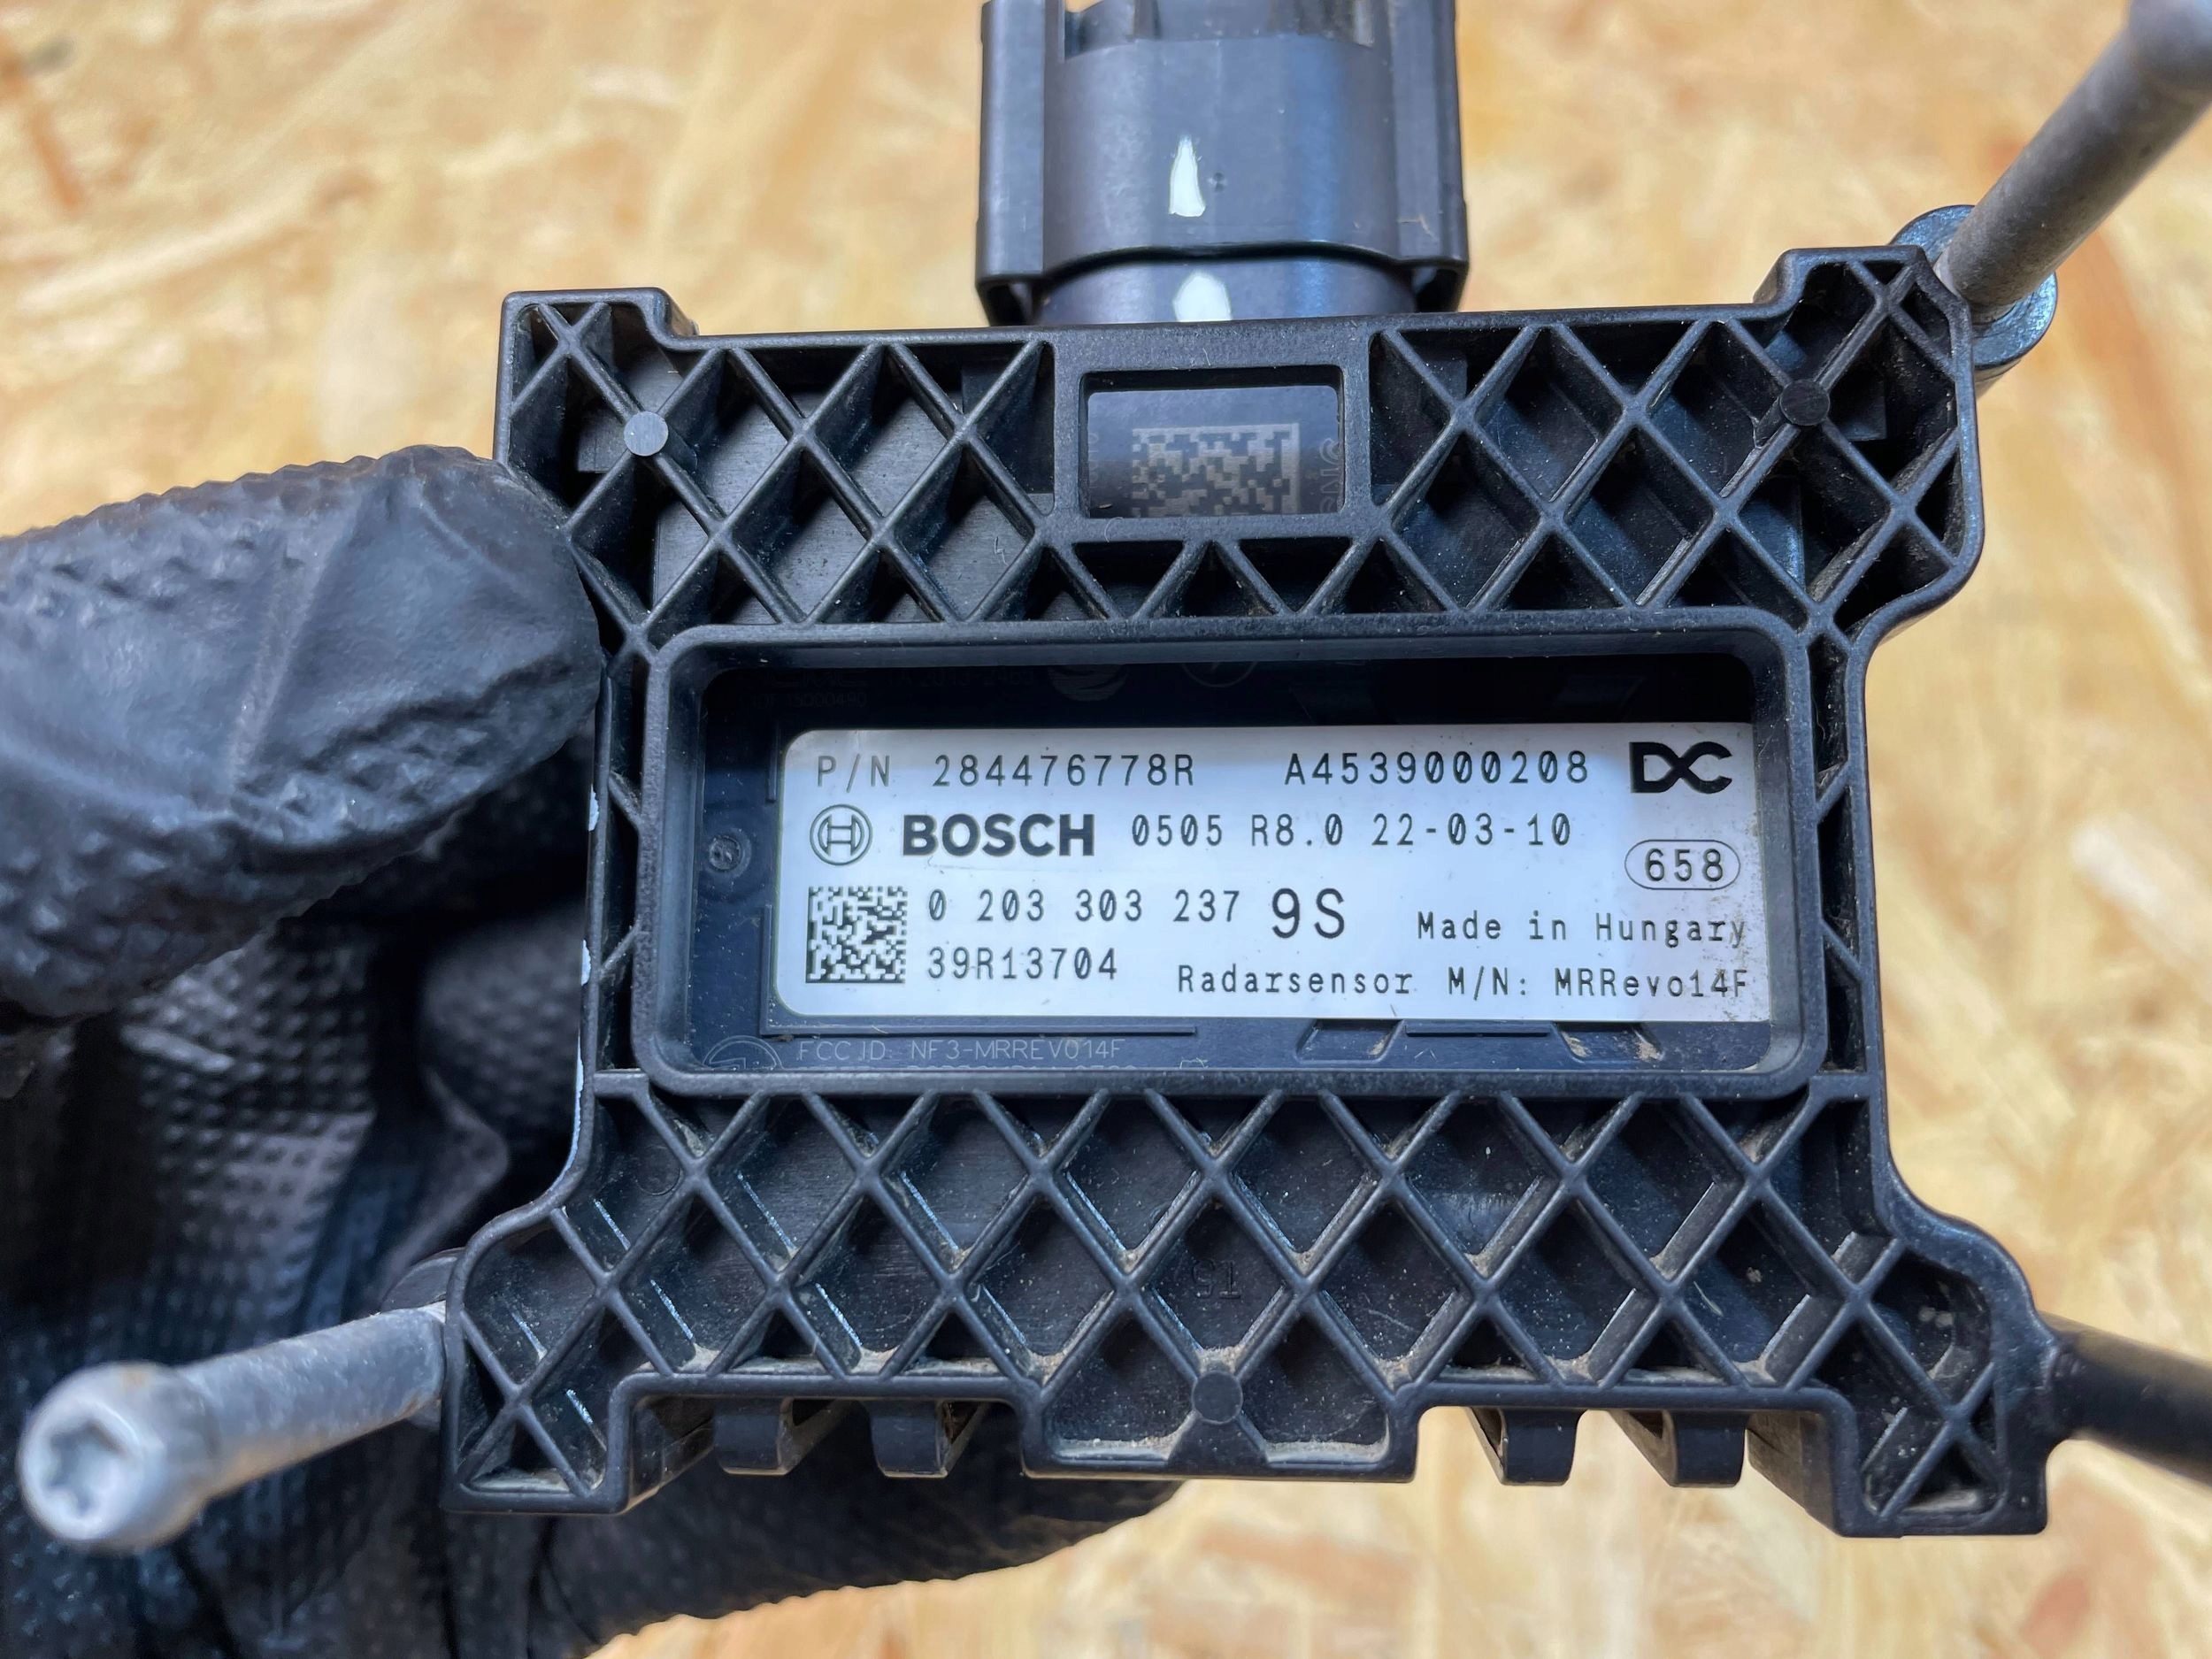 P/N 284476778R A4539000208 DC
BOSCH 0505 R8.0 22-03-10
658
0 203 303 237 9S Made in Hungary
39R13704 Radarsensor M/N: MRRevo14F
FCC ID: NF3-MRREVO14F
15